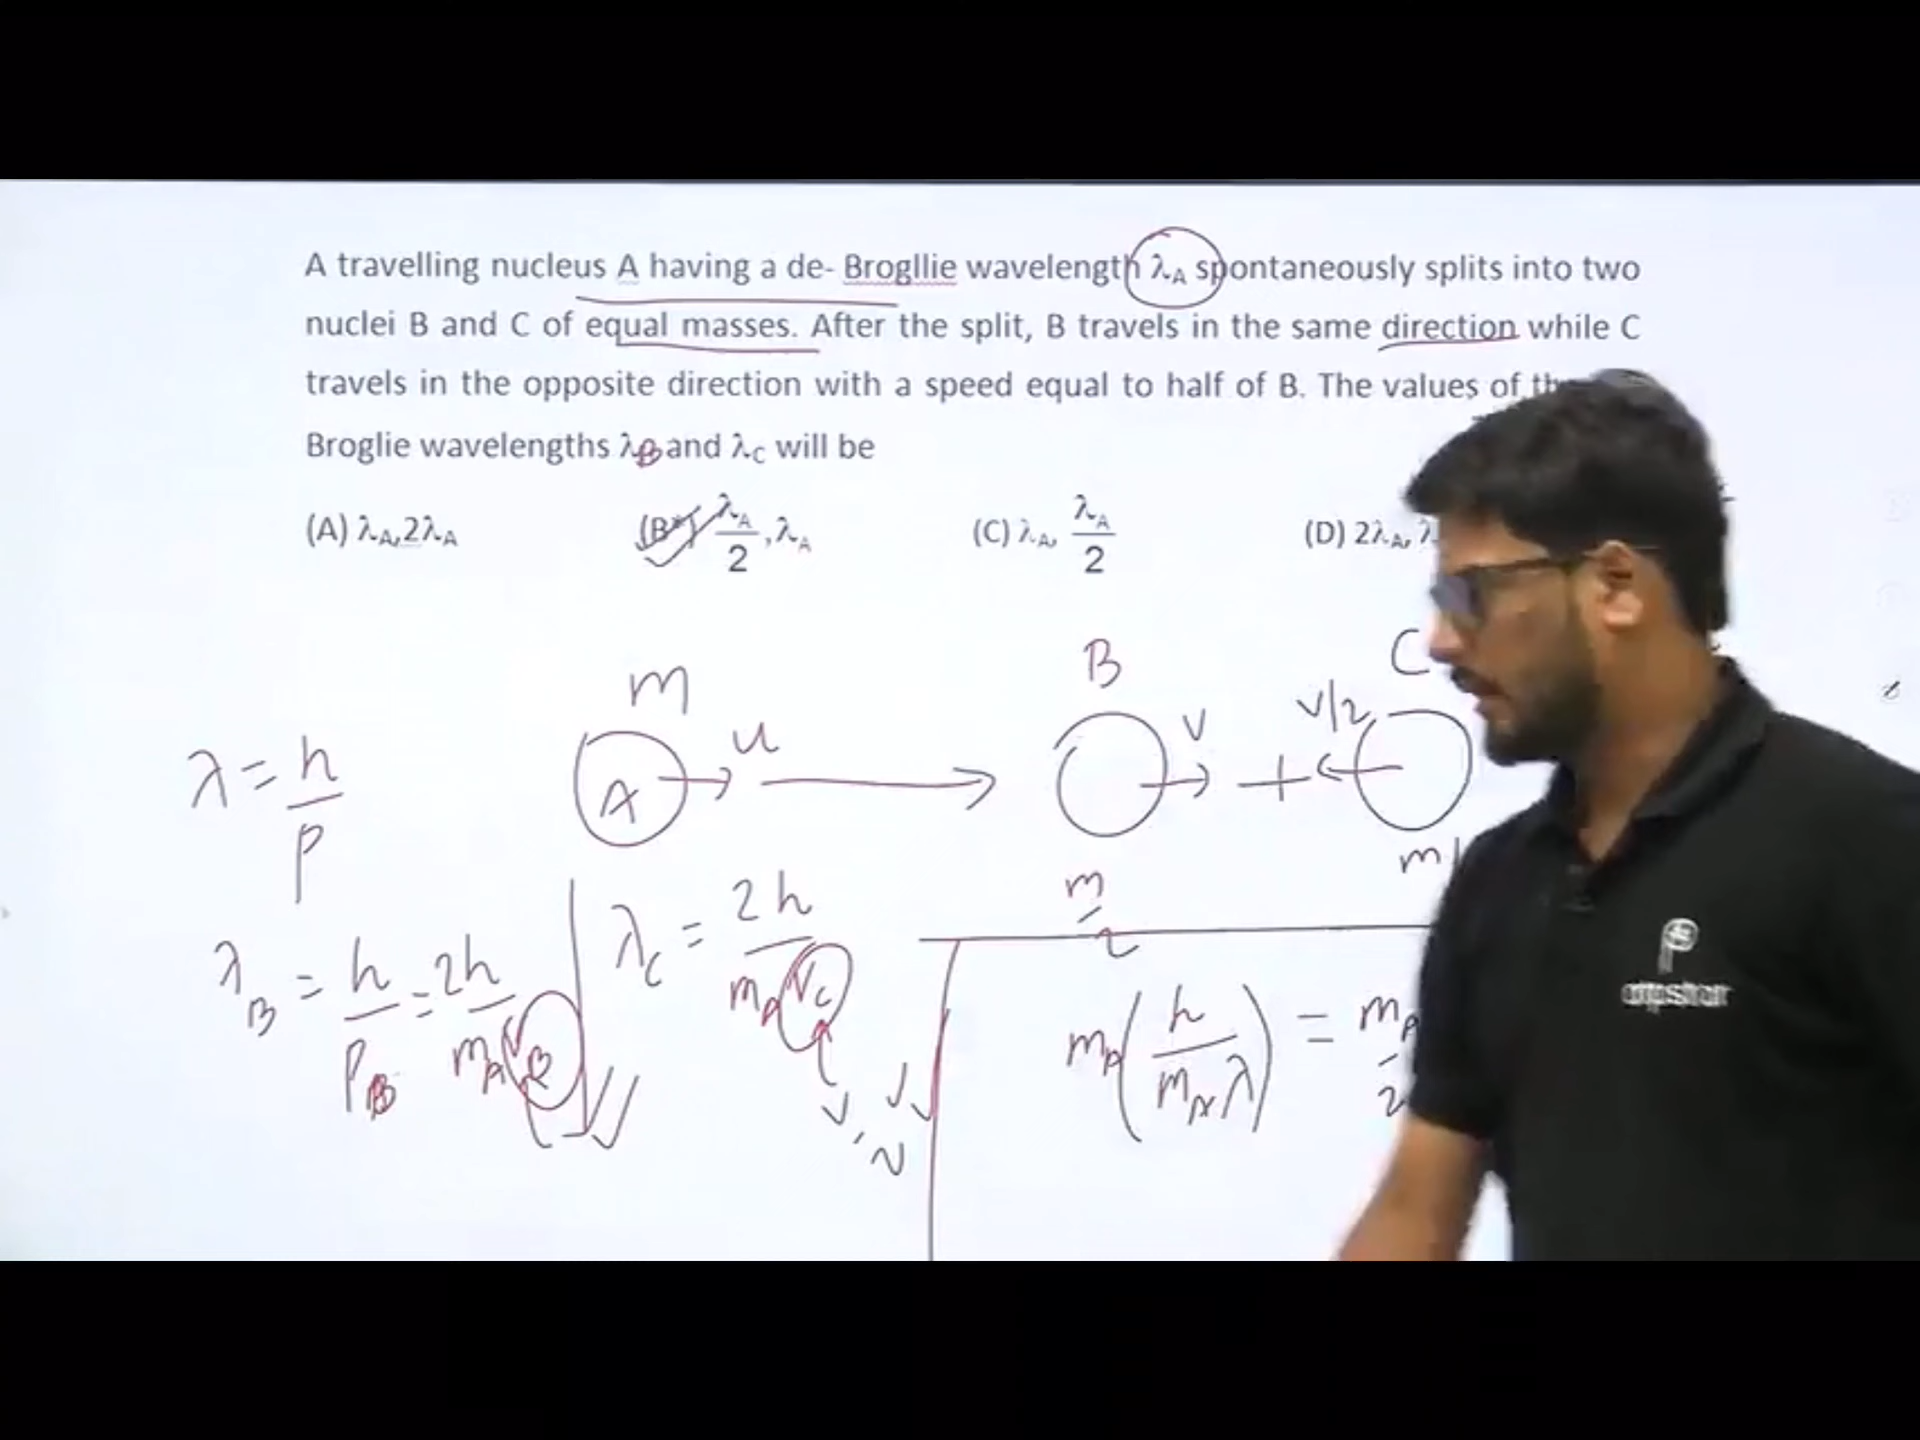 A travelling nucleus A having a de- Brogllie wavelength λA spontaneously splits into two
nuclei B and C of equal masses. After the split, B travels in the same direction while C
travels in the opposite direction with a speed equal to half of B. The values of
Broglie wavelengths λB and λC will be
(A) λA,2λA (B*) λA/2,λA (C) λA, λA/2 (D) 2λA,
m B C
A u v v/2
λ = h/p
m/2 m
λB = h/PB = 2h/mAvB
λC = 2h/mAvC
mA(h/mAλ) = mA/2